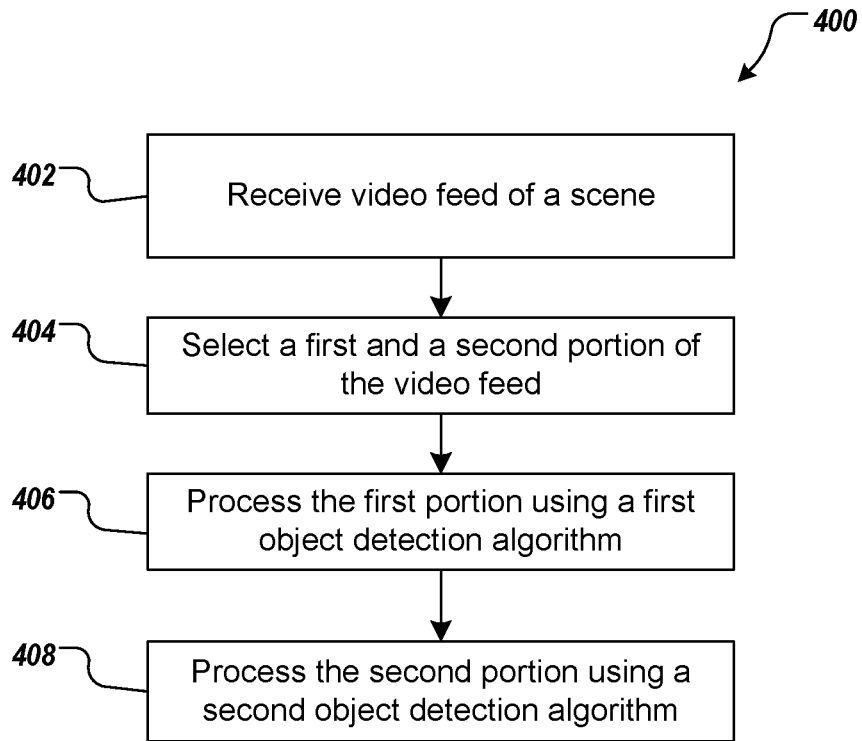 400
402
Receive video feed of a scene
404
Select a first and a second portion of
the video feed
406
Process the first portion using a first
object detection algorithm
408
Process the second portion using a
second object detection algorithm